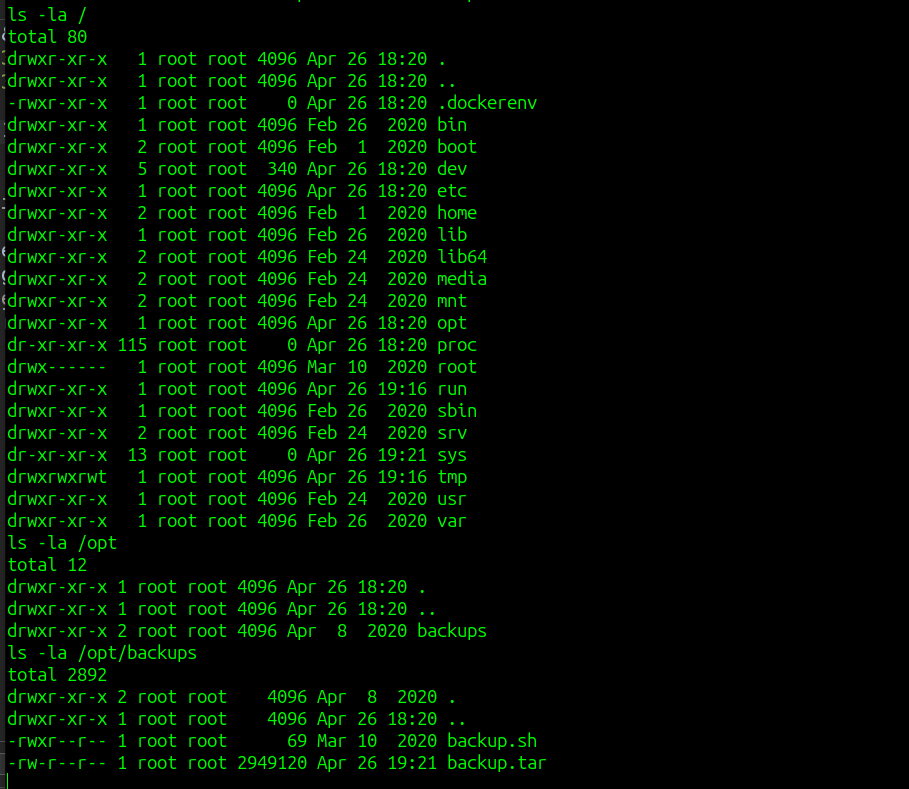 ls -la /
total 80
drwxr-xr-x   1 root root 4096 Apr 26 18:20 .
drwxr-xr-x   1 root root 4096 Apr 26 18:20 ..
-rwxr-xr-x   1 root root    0 Apr 26 18:20 .dockerenv
drwxr-xr-x   1 root root 4096 Feb 26  2020 bin
drwxr-xr-x   2 root root 4096 Feb  1  2020 boot
drwxr-xr-x   5 root root  340 Apr 26 18:20 dev
drwxr-xr-x   1 root root 4096 Apr 26 18:20 etc
drwxr-xr-x   2 root root 4096 Feb  1  2020 home
drwxr-xr-x   1 root root 4096 Feb 26  2020 lib
drwxr-xr-x   2 root root 4096 Feb 24  2020 lib64
drwxr-xr-x   2 root root 4096 Feb 24  2020 media
drwxr-xr-x   2 root root 4096 Feb 24  2020 mnt
drwxr-xr-x   1 root root 4096 Apr 26 18:20 opt
dr-xr-xr-x 115 root root    0 Apr 26 18:20 proc
drwx------   1 root root 4096 Mar 10  2020 root
drwxr-xr-x   1 root root 4096 Apr 26 19:16 run
drwxr-xr-x   1 root root 4096 Feb 26  2020 sbin
drwxr-xr-x   2 root root 4096 Feb 24  2020 srv
dr-xr-xr-x  13 root root    0 Apr 26 19:21 sys
drwxrwxrwt   1 root root 4096 Apr 26 19:16 tmp
drwxr-xr-x   1 root root 4096 Feb 24  2020 usr
drwxr-xr-x   1 root root 4096 Feb 26  2020 var
ls -la /opt
total 12
drwxr-xr-x 1 root root 4096 Apr 26 18:20 .
drwxr-xr-x 1 root root 4096 Apr 26 18:20 ..
drwxr-xr-x 2 root root 4096 Apr  8  2020 backups
ls -la /opt/backups
total 2892
drwxr-xr-x 2 root root    4096 Apr  8  2020 .
drwxr-xr-x 1 root root    4096 Apr 26 18:20 ..
-rwxr--r-- 1 root root      69 Mar 10  2020 backup.sh
-rw-r--r-- 1 root root 2949120 Apr 26 19:21 backup.tar